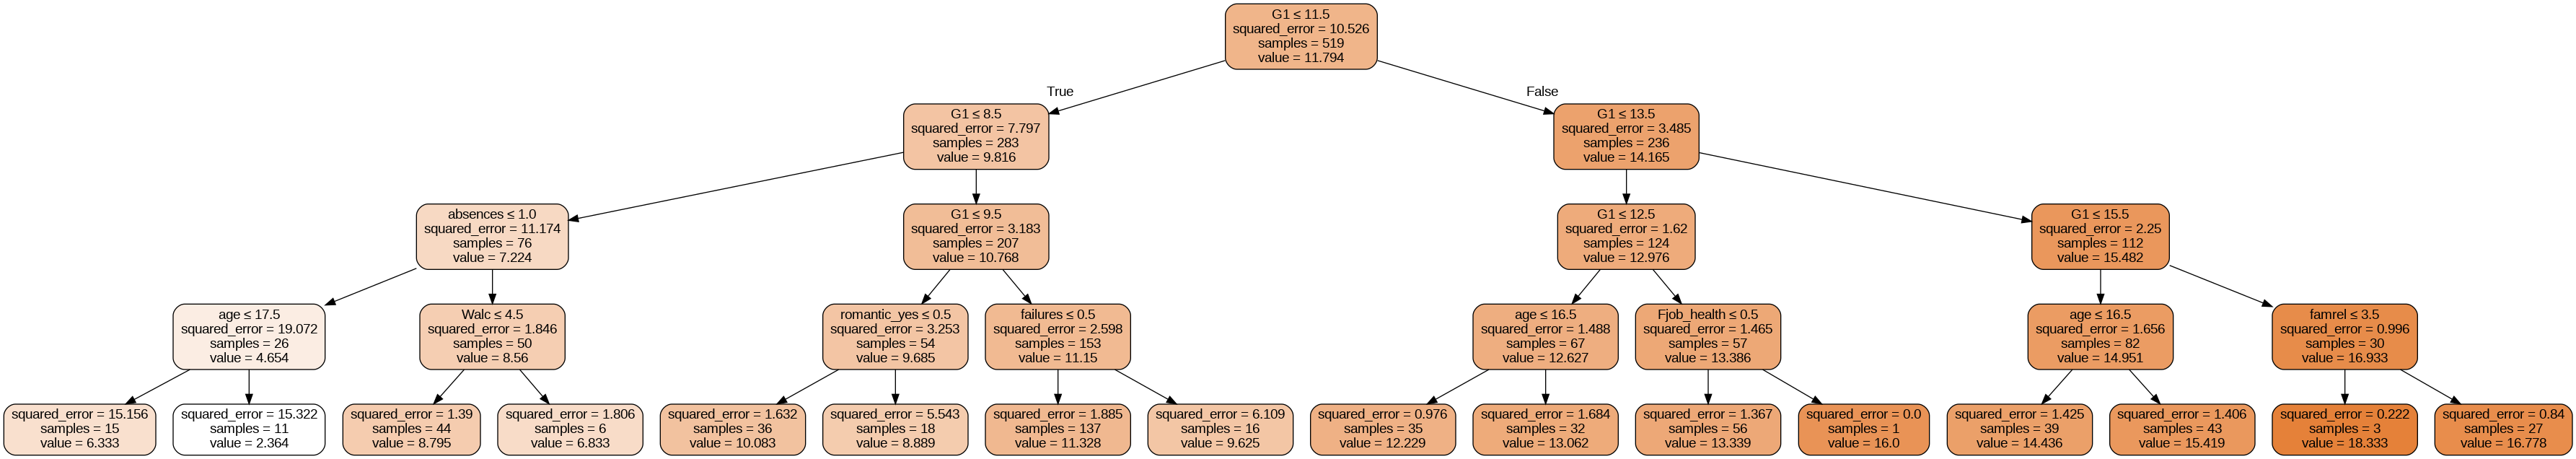 G1 ≤ 11.5
squared_error = 10.526
samples = 519
value = 11.794
True
False
G1 ≤ 8.5
squared_error = 7.797
samples = 283
value = 9.816
G1 ≤ 13.5
squared_error = 3.485
samples = 236
value = 14.165
absences ≤ 1.0
squared_error = 11.174
samples = 76
value = 7.224
G1 ≤ 9.5
squared_error = 3.183
samples = 207
value = 10.768
G1 ≤ 12.5
squared_error = 1.62
samples = 124
value = 12.976
G1 ≤ 15.5
squared_error = 2.25
samples = 112
value = 15.482
age ≤ 17.5
squared_error = 19.072
samples = 26
value = 4.654
Walc ≤ 4.5
squared_error = 1.846
samples = 50
value = 8.56
romantic_yes ≤ 0.5
squared_error = 3.253
samples = 54
value = 9.685
failures ≤ 0.5
squared_error = 2.598
samples = 153
value = 11.15
age ≤ 16.5
squared_error = 1.488
samples = 67
value = 12.627
Fjob_health ≤ 0.5
squared_error = 1.465
samples = 57
value = 13.386
age ≤ 16.5
squared_error = 1.656
samples = 82
value = 14.951
famrel ≤ 3.5
squared_error = 0.996
samples = 30
value = 16.933
squared_error = 15.156
samples = 15
value = 6.333
squared_error = 15.322
samples = 11
value = 2.364
squared_error = 1.39
samples = 44
value = 8.795
squared_error = 1.806
samples = 6
value = 6.833
squared_error = 1.632
samples = 36
value = 10.083
squared_error = 5.543
samples = 18
value = 8.889
squared_error = 1.885
samples = 137
value = 11.328
squared_error = 6.109
samples = 16
value = 9.625
squared_error = 0.976
samples = 35
value = 12.229
squared_error = 1.684
samples = 32
value = 13.062
squared_error = 1.367
samples = 56
value = 13.339
squared_error = 0.0
samples = 1
value = 16.0
squared_error = 1.425
samples = 39
value = 14.436
squared_error = 1.406
samples = 43
value = 15.419
squared_error = 0.222
samples = 3
value = 18.333
squared_error = 0.84
samples = 27
value = 16.778